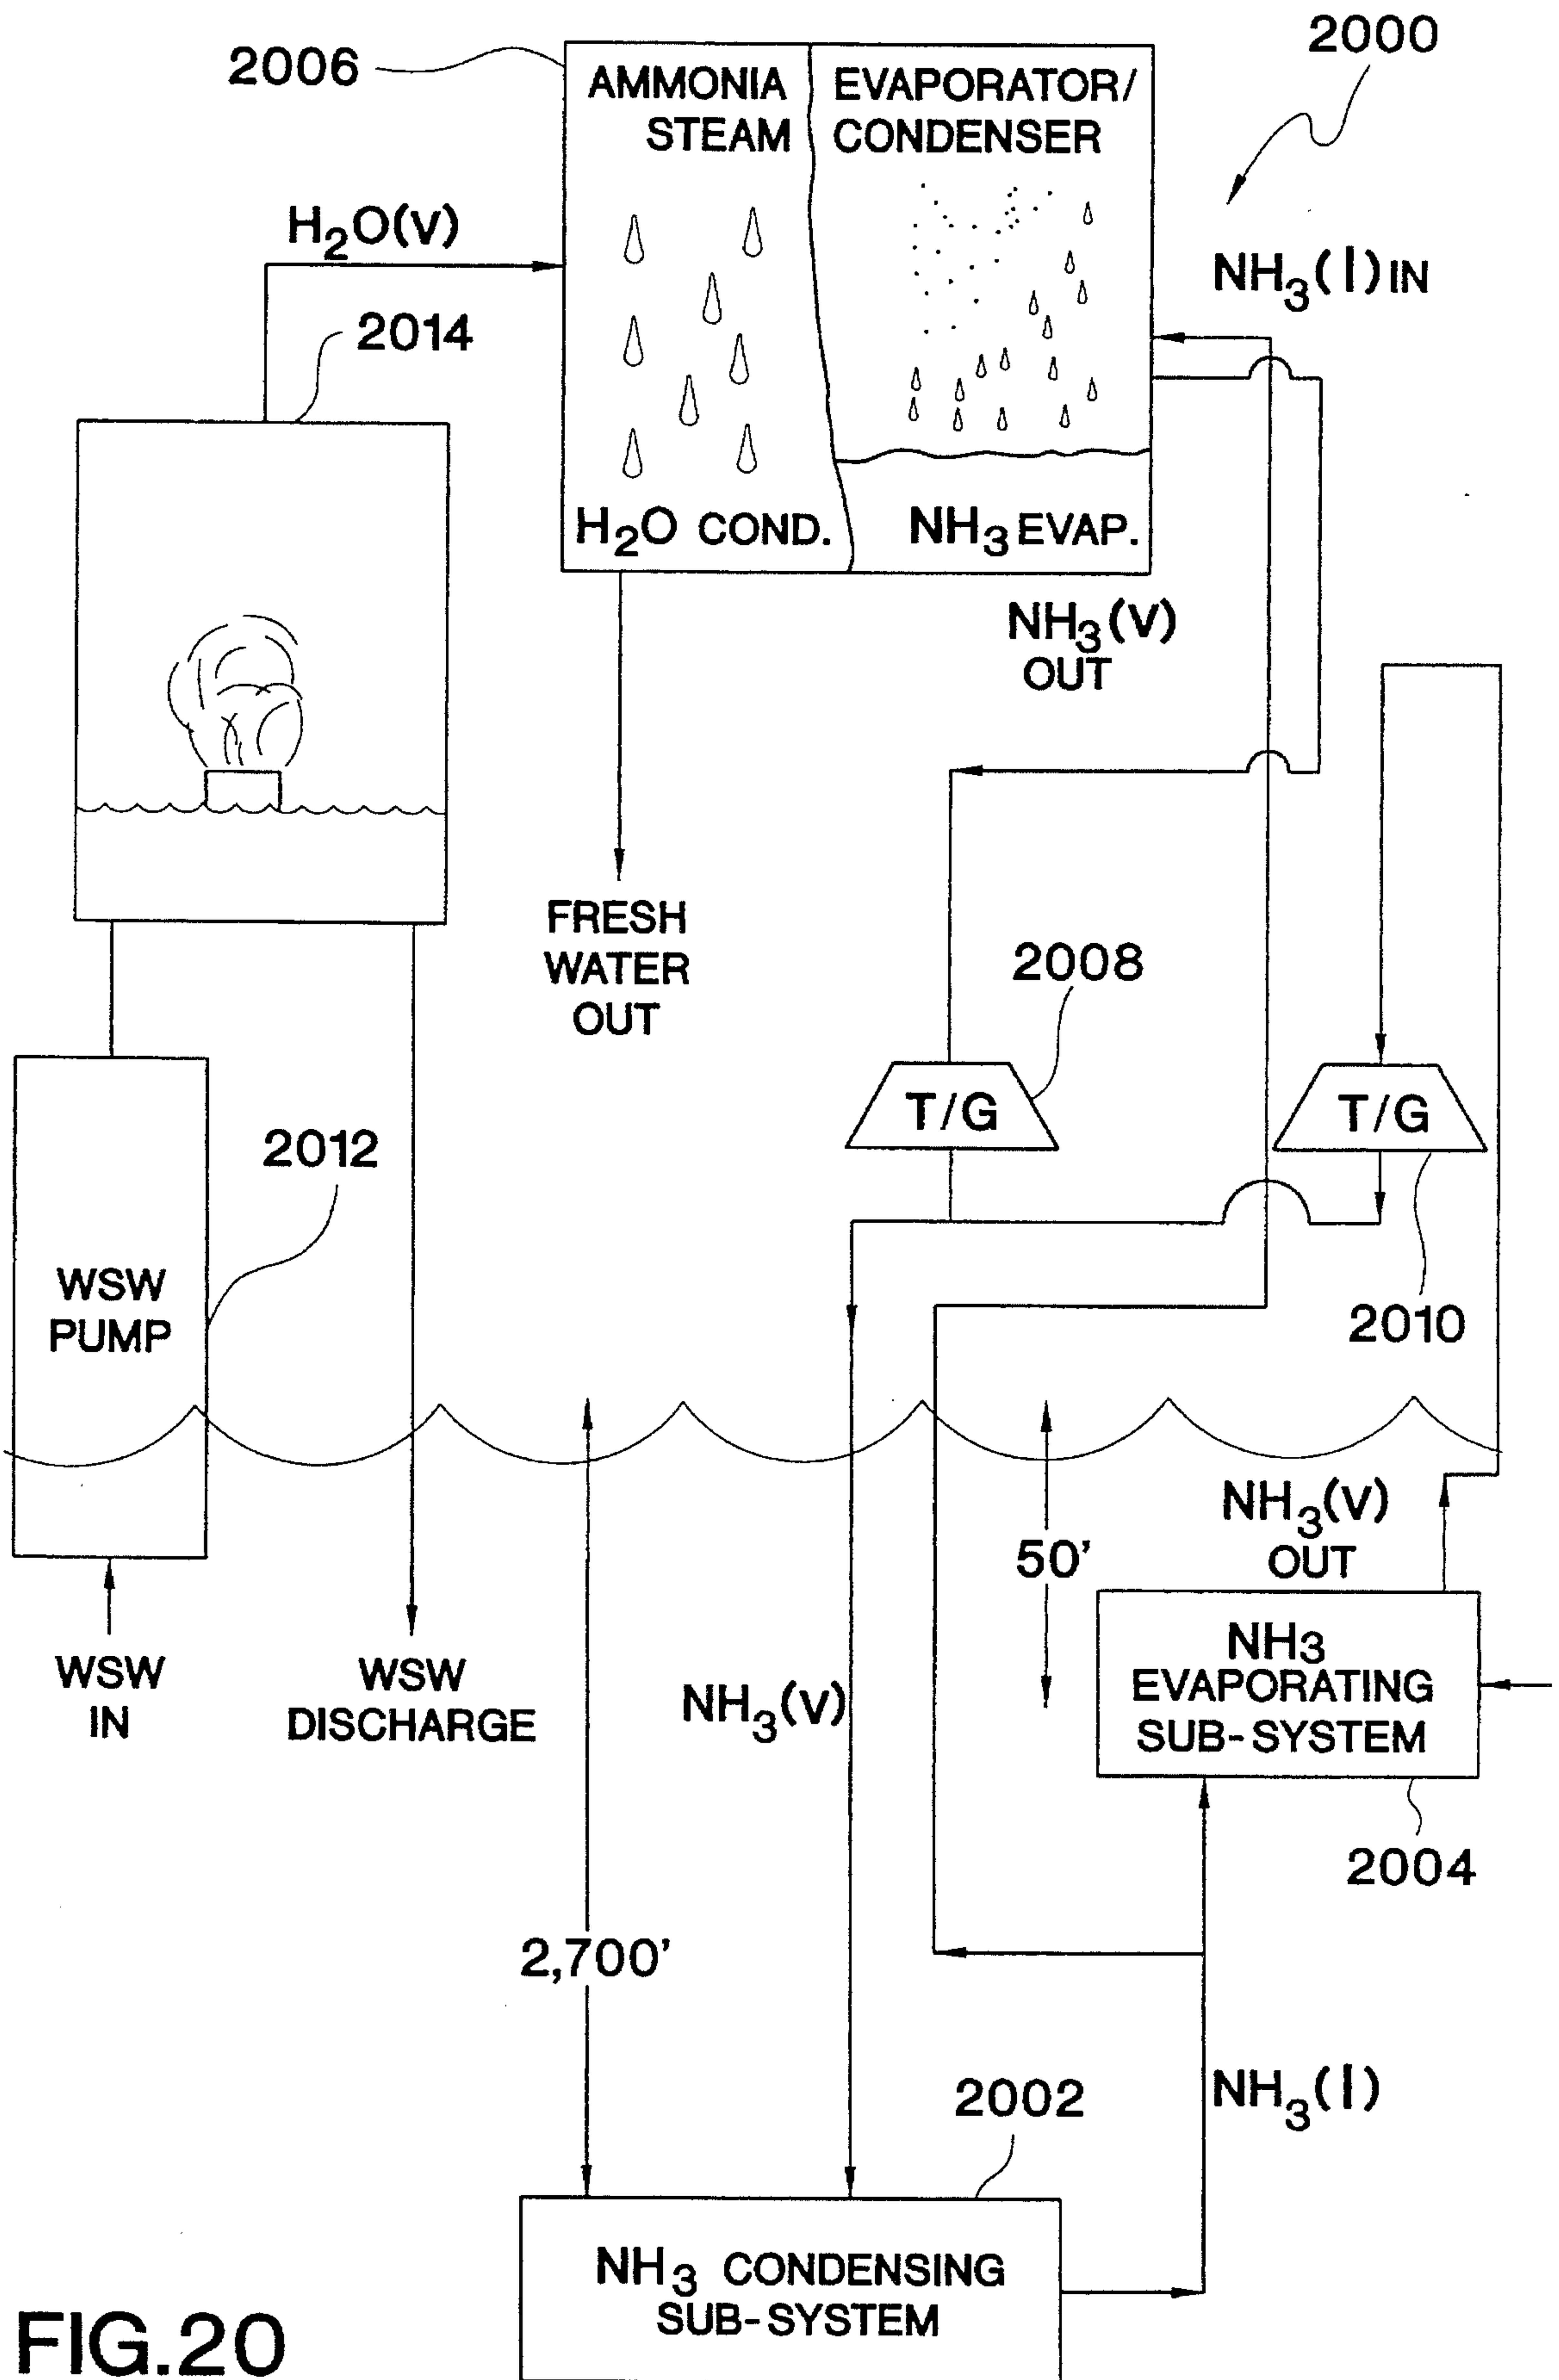 2000
2006
AMMONIA EVAPORATOR/
STEAM CONDENSER
H₂O(V)
NH₃(l) IN
2014
H₂O COND.
NH₃ EVAP.
NH₃(V)
OUT
FRESH
WATER
OUT
2008
T/G
T/G
2012
WSW
PUMP
2010
NH₃(V)
OUT
50'
WSW
IN
WSW
DISCHARGE
NH₃(V)
NH3
EVAPORATING
SUB-SYSTEM
2004
2,700'
2002
NH₃(l)
NH₃ CONDENSING
SUB-SYSTEM
FIG.20